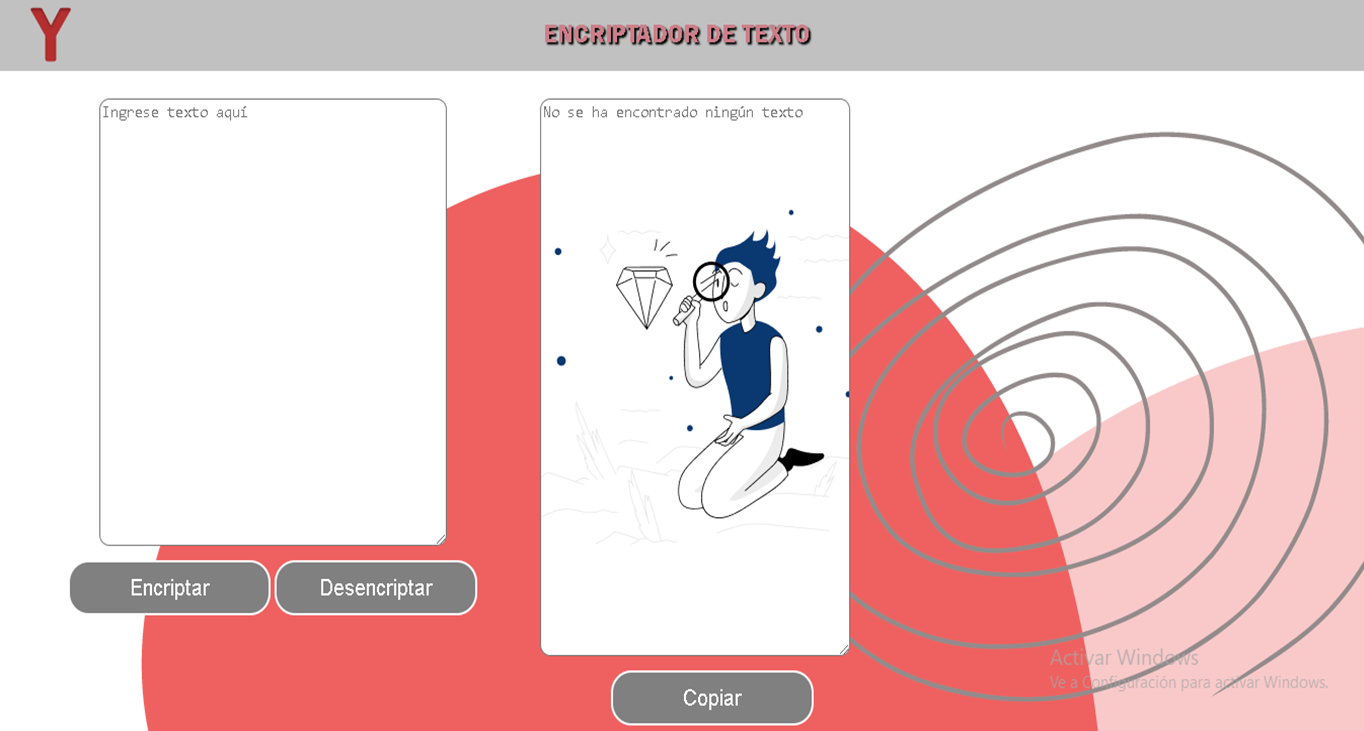 Y
ENCRIPTADOR DE TEXTO
Ingrese texto aquí
No se ha encontrado ningún texto
Encriptar
Desencriptar
Copiar
Activar Windows
Ve a Configuración para activar Windows.